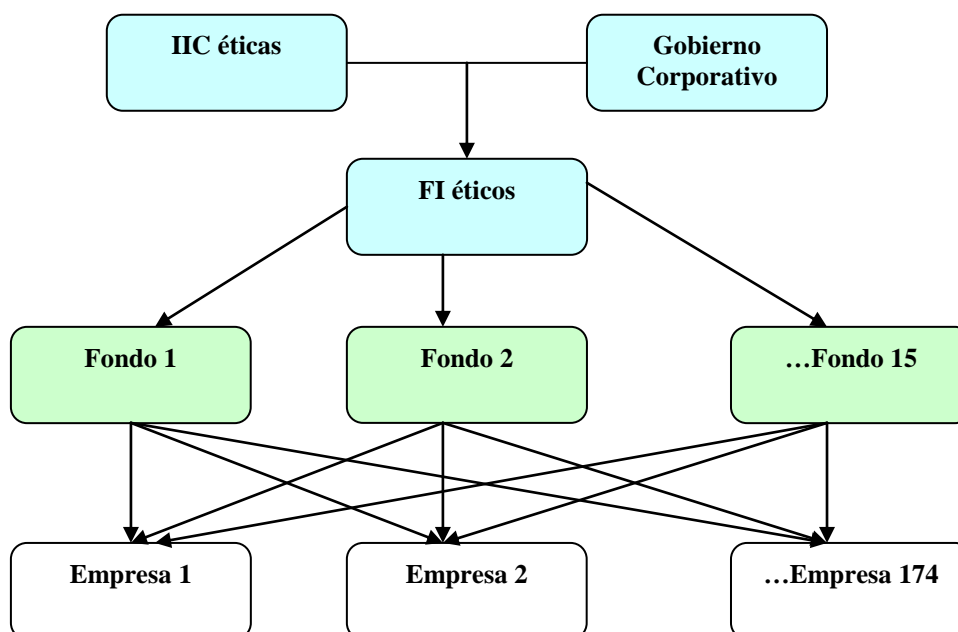 IIC éticas
Gobierno
Corporativo
FI éticos
Fondo 1
Fondo 2
…Fondo 15
Empresa 1
Empresa 2
…Empresa 174